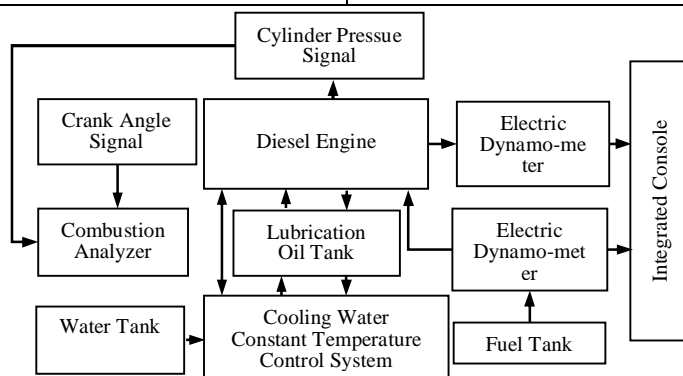 Cylinder Pressue
Signal
Crank Angle
Signal
Diesel Engine
Electric
Dynamo-me
ter
Integrated Console
Combustion
Analyzer
Lubrication
Oil Tank
Electric
Dynamo-met
er
Water Tank
Cooling Water
Constant Temperature
Control System
Fuel Tank